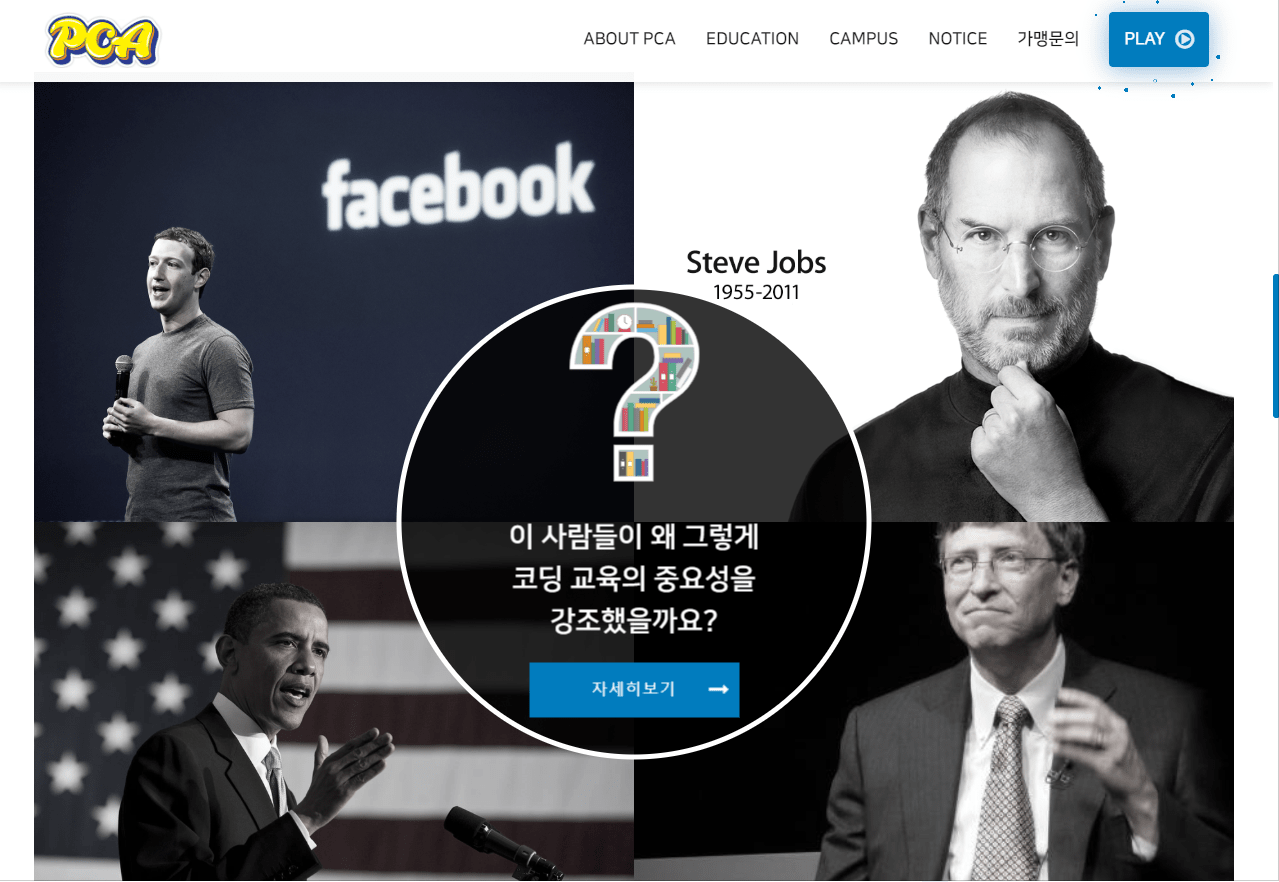 PCA
ABOUT PCA
EDUCATION
CAMPUS
NOTICE
가맹문의
PLAY
facebook
Steve Jobs
1955-2011
이 사람들이 왜 그렇게
코딩 교육의 중요성을
강조했을까요?
자세히보기